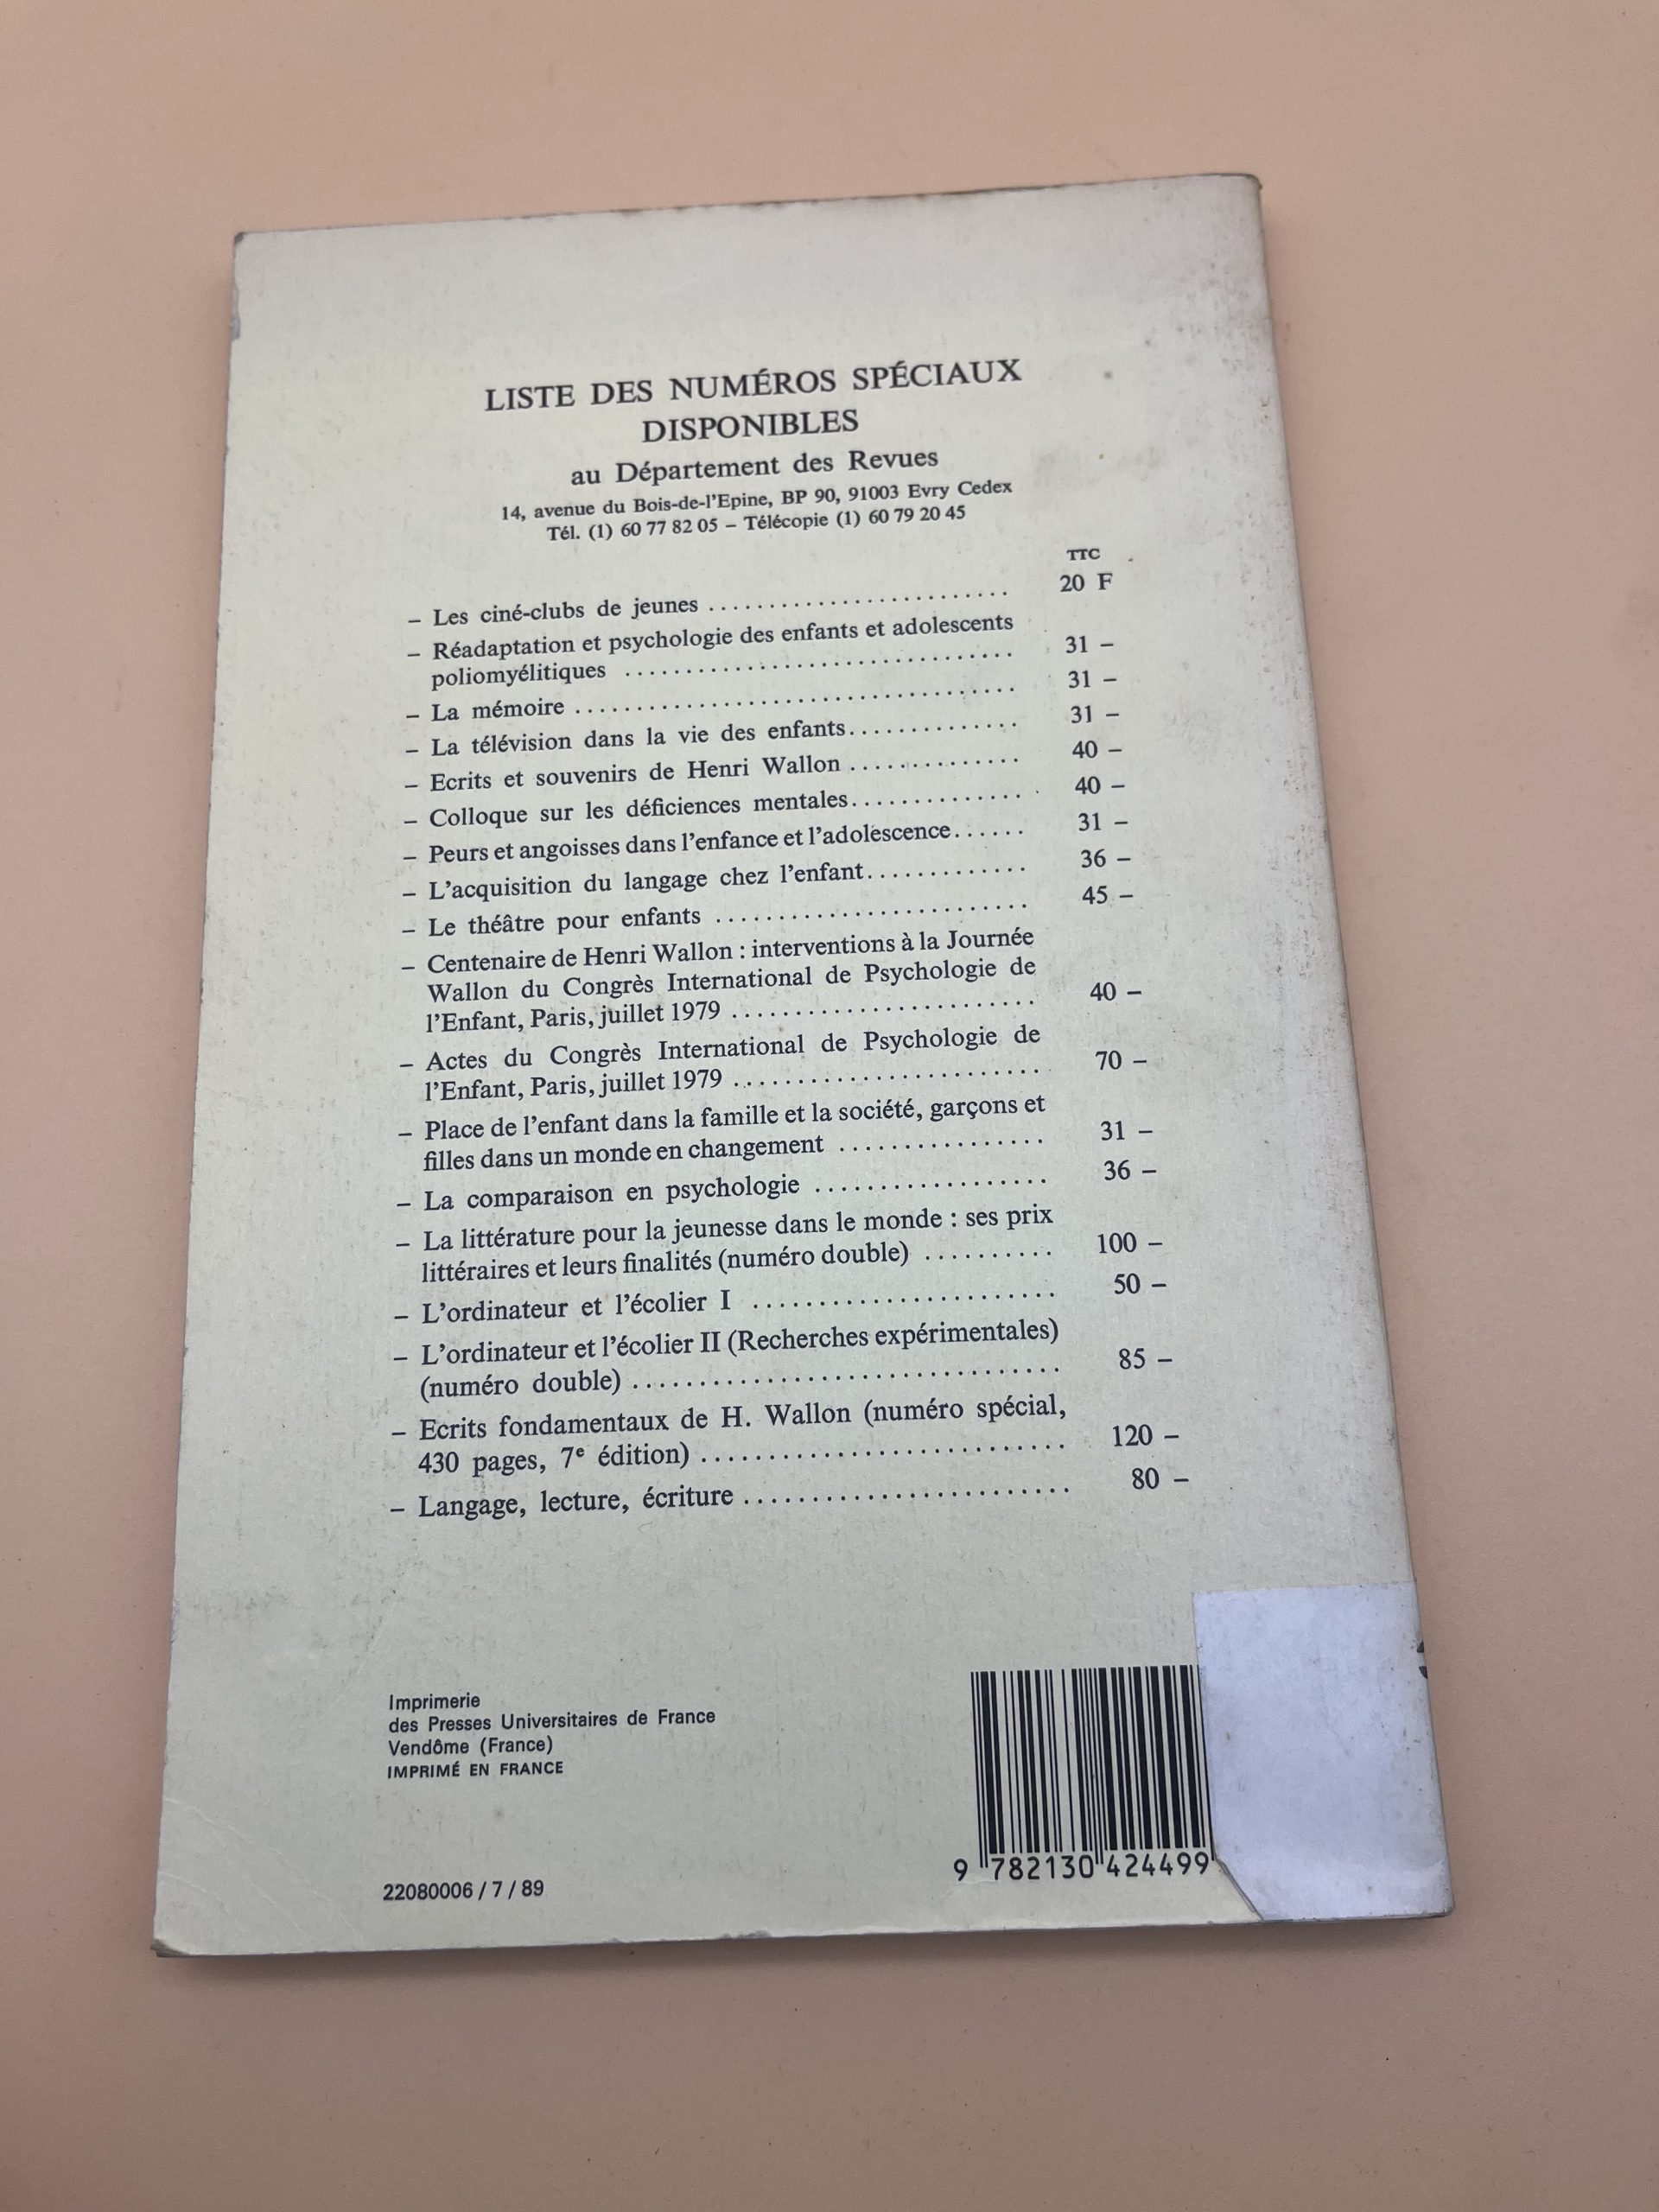 LISTE DES NUMÉROS SPÉCIAUX
DISPONIBLES
au Département des Revues
14, avenue du Bois-de-l'Epine, BP 90, 91003 Evry Cedex
Tél. (1) 60 77 82 05 – Télécopie (1) 60 79 20 45
TTC
– Les ciné-clubs de jeunes ......................... 20 F
– Réadaptation et psychologie des enfants et adolescents
poliomyélitiques ................................ 31 –
– La mémoire .................................... 31 –
– La télévision dans la vie des enfants.............. 31 –
– Ecrits et souvenirs de Henri Wallon .............. 40 –
– Colloque sur les déficiences mentales.............. 40 –
– Peurs et angoisses dans l'enfance et l'adolescence...... 31 –
– L'acquisition du langage chez l'enfant............. 36 –
– Le théâtre pour enfants .......................... 45 –
– Centenaire de Henri Wallon : interventions à la Journée
Wallon du Congrès International de Psychologie de
l'Enfant, Paris, juillet 1979 ......................... 40 –
– Actes du Congrès International de Psychologie de
l'Enfant, Paris, juillet 1979 ......................... 70 –
– Place de l'enfant dans la famille et la société, garçons et
filles dans un monde en changement ................ 31 –
– La comparaison en psychologie .................. 36 –
– La littérature pour la jeunesse dans le monde : ses prix
littéraires et leurs finalités (numéro double) .......... 100 –
– L'ordinateur et l'écolier I ....................... 50 –
– L'ordinateur et l'écolier II (Recherches expérimentales)
(numéro double) ................................ 85 –
– Ecrits fondamentaux de H. Wallon (numéro spécial,
430 pages, 7e édition) ........................... 120 –
– Langage, lecture, écriture ......................... 80 –
Imprimerie
des Presses Universitaires de France
Vendôme (France)
IMPRIMÉ EN FRANCE
22080006 / 7 / 89
9 782130 424499